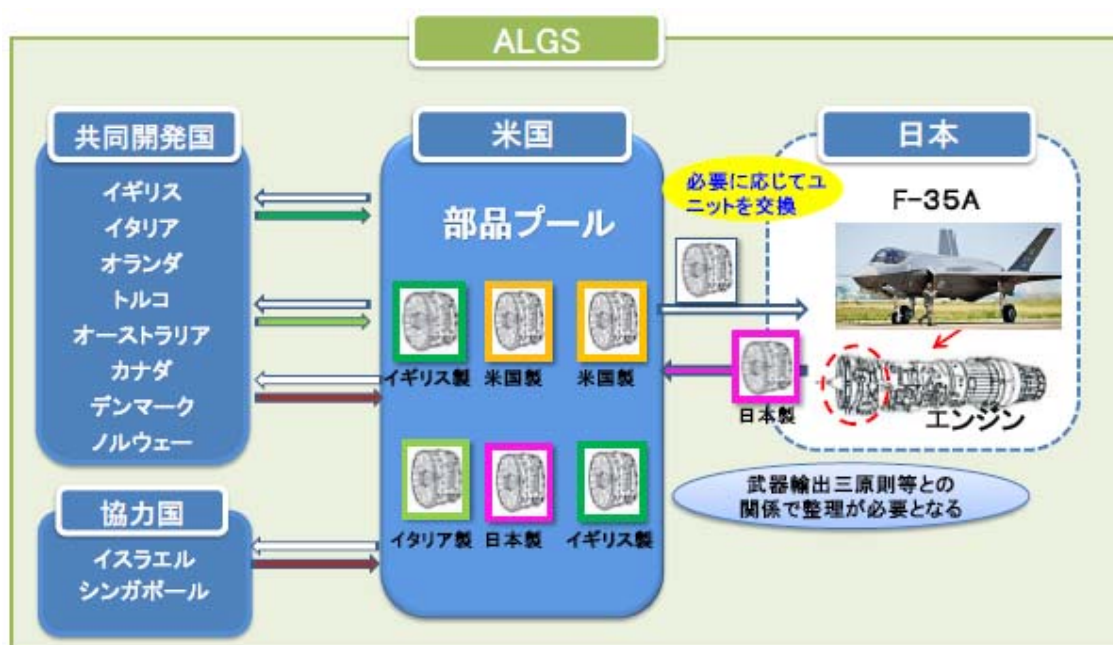 ALGS
共同開発国
イギリス
イタリア
オランダ
トルコ
オーストラリア
カナダ
デンマーク
ノルウェー
協力国
イスラエル
シンガポール
米国
部品プール
イギリス製
米国製
米国製
イタリア製
日本製
イギリス製
必要に応じてユ
ニットを交換
日本製
日本
F-35A
エンジン
武器輸出三原則等との
関係で整理が必要となる